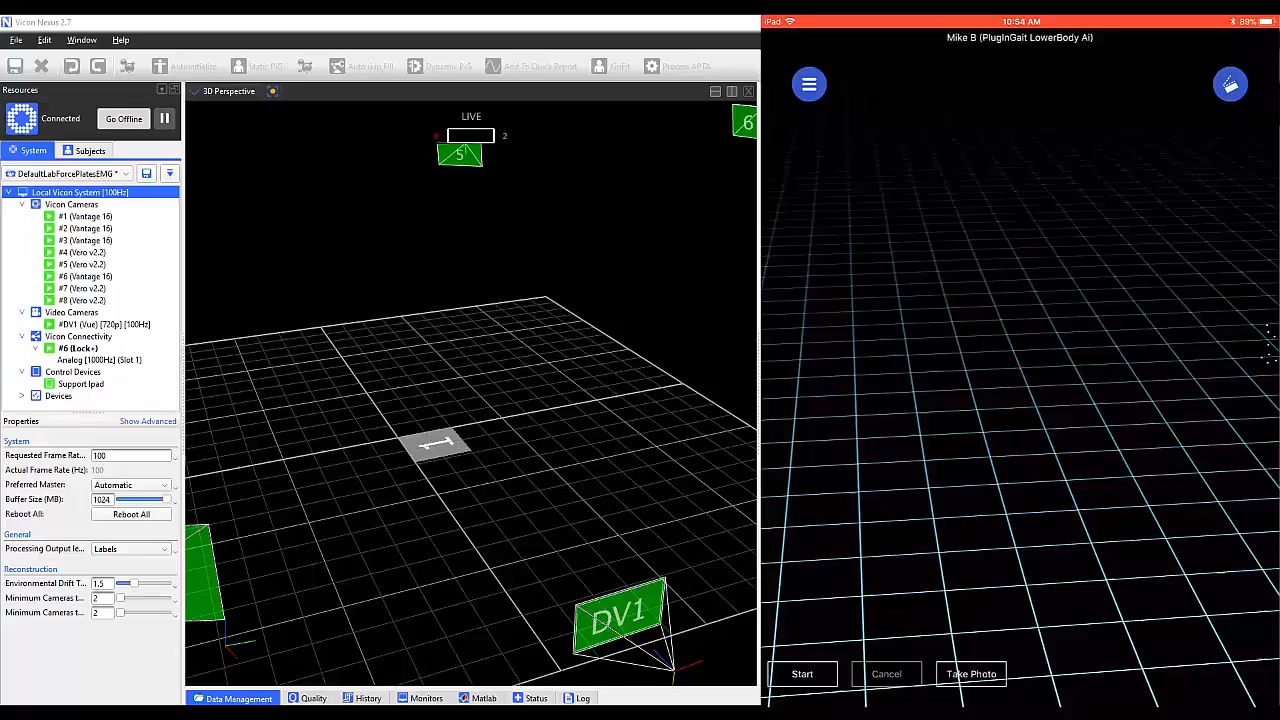 Vicon Nexus 2.7
File Edit Window Help
AutoInitialize Static PiG Auto Gap Fill Dynamic PiG Add To Quick Report KinFit Process APTA
Resources
Connected Go Offline
System Subjects
DefaultLabForcePlatesEMG *
Local Vicon System [100Hz]
Vicon Cameras
#1 (Vantage 16)
#2 (Vantage 16)
#3 (Vantage 16)
#4 (Vero v2.2)
#5 (Vero v2.2)
#6 (Vantage 16)
#7 (Vero v2.2)
#8 (Vero v2.2)
Video Cameras
#DV1 (Vue) [720p] [100Hz]
Vicon Connectivity
#6 (Lock+)
Analog [1000Hz] (Slot 1)
Control Devices
Support Ipad
Devices
Properties Show Advanced
System
Requested Frame Rat... 100
Actual Frame Rate (Hz): 100
Preferred Master: Automatic
Buffer Size (MB): 1024
Reboot All: Reboot All
General
Processing Output le... Labels
Reconstruction
Environmental Drift T... 1.5
Minimum Cameras t... 2
Minimum Cameras t... 2
3D Perspective
LIVE
8 2
5
6
1
DV1
Data Management Quality History Monitors Matlab Status Log
iPad 10:54 AM 89%
Mike B (PlugInGait LowerBody Ai)
Start Cancel Take Photo